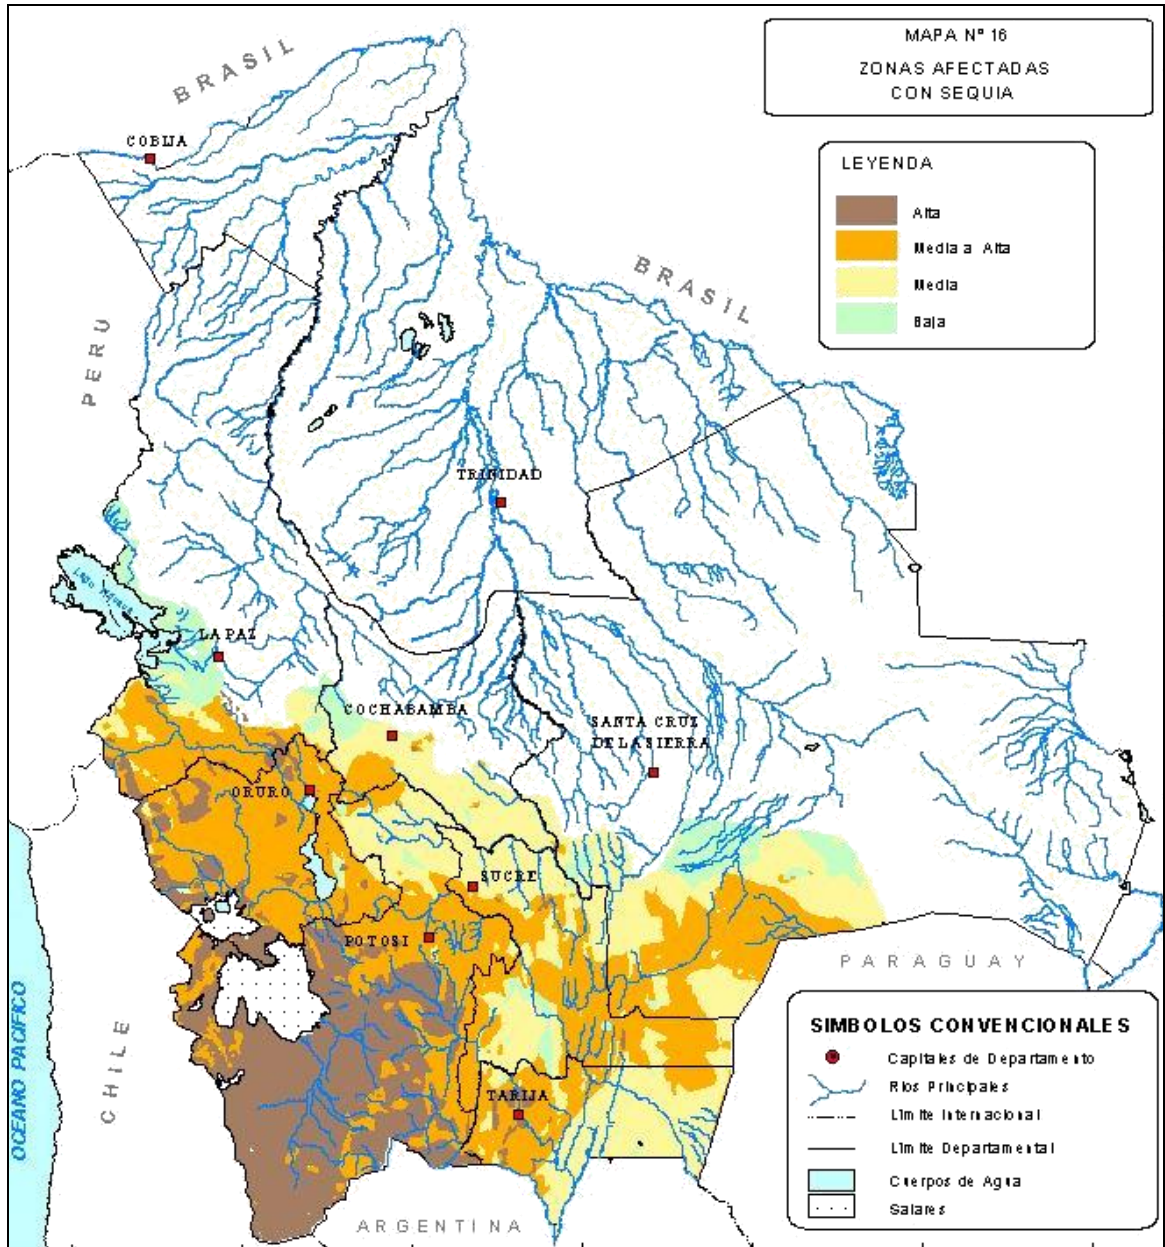 MAPA Nº 16
ZONAS AFECTADAS
CON SEQUIA
LEYENDA
Alta
Media a Alta
Media
Baja
BRASIL
COBIJA
BRASIL
PERU
TRINIDAD
LA PAZ
COCHABAMBA
SANTA CRUZ
DE LA SIERRA
ORURO
SUCRE
POTOSI
PARAGUAY
TARIJA
CHILE
OCEANO PACIFICO
ARGENTINA
SIMBOLOS CONVENCIONALES
Capitales de Departamento
Rios Principales
Limite Internacional
Limite Departamental
Cuerpos de Agua
Salares